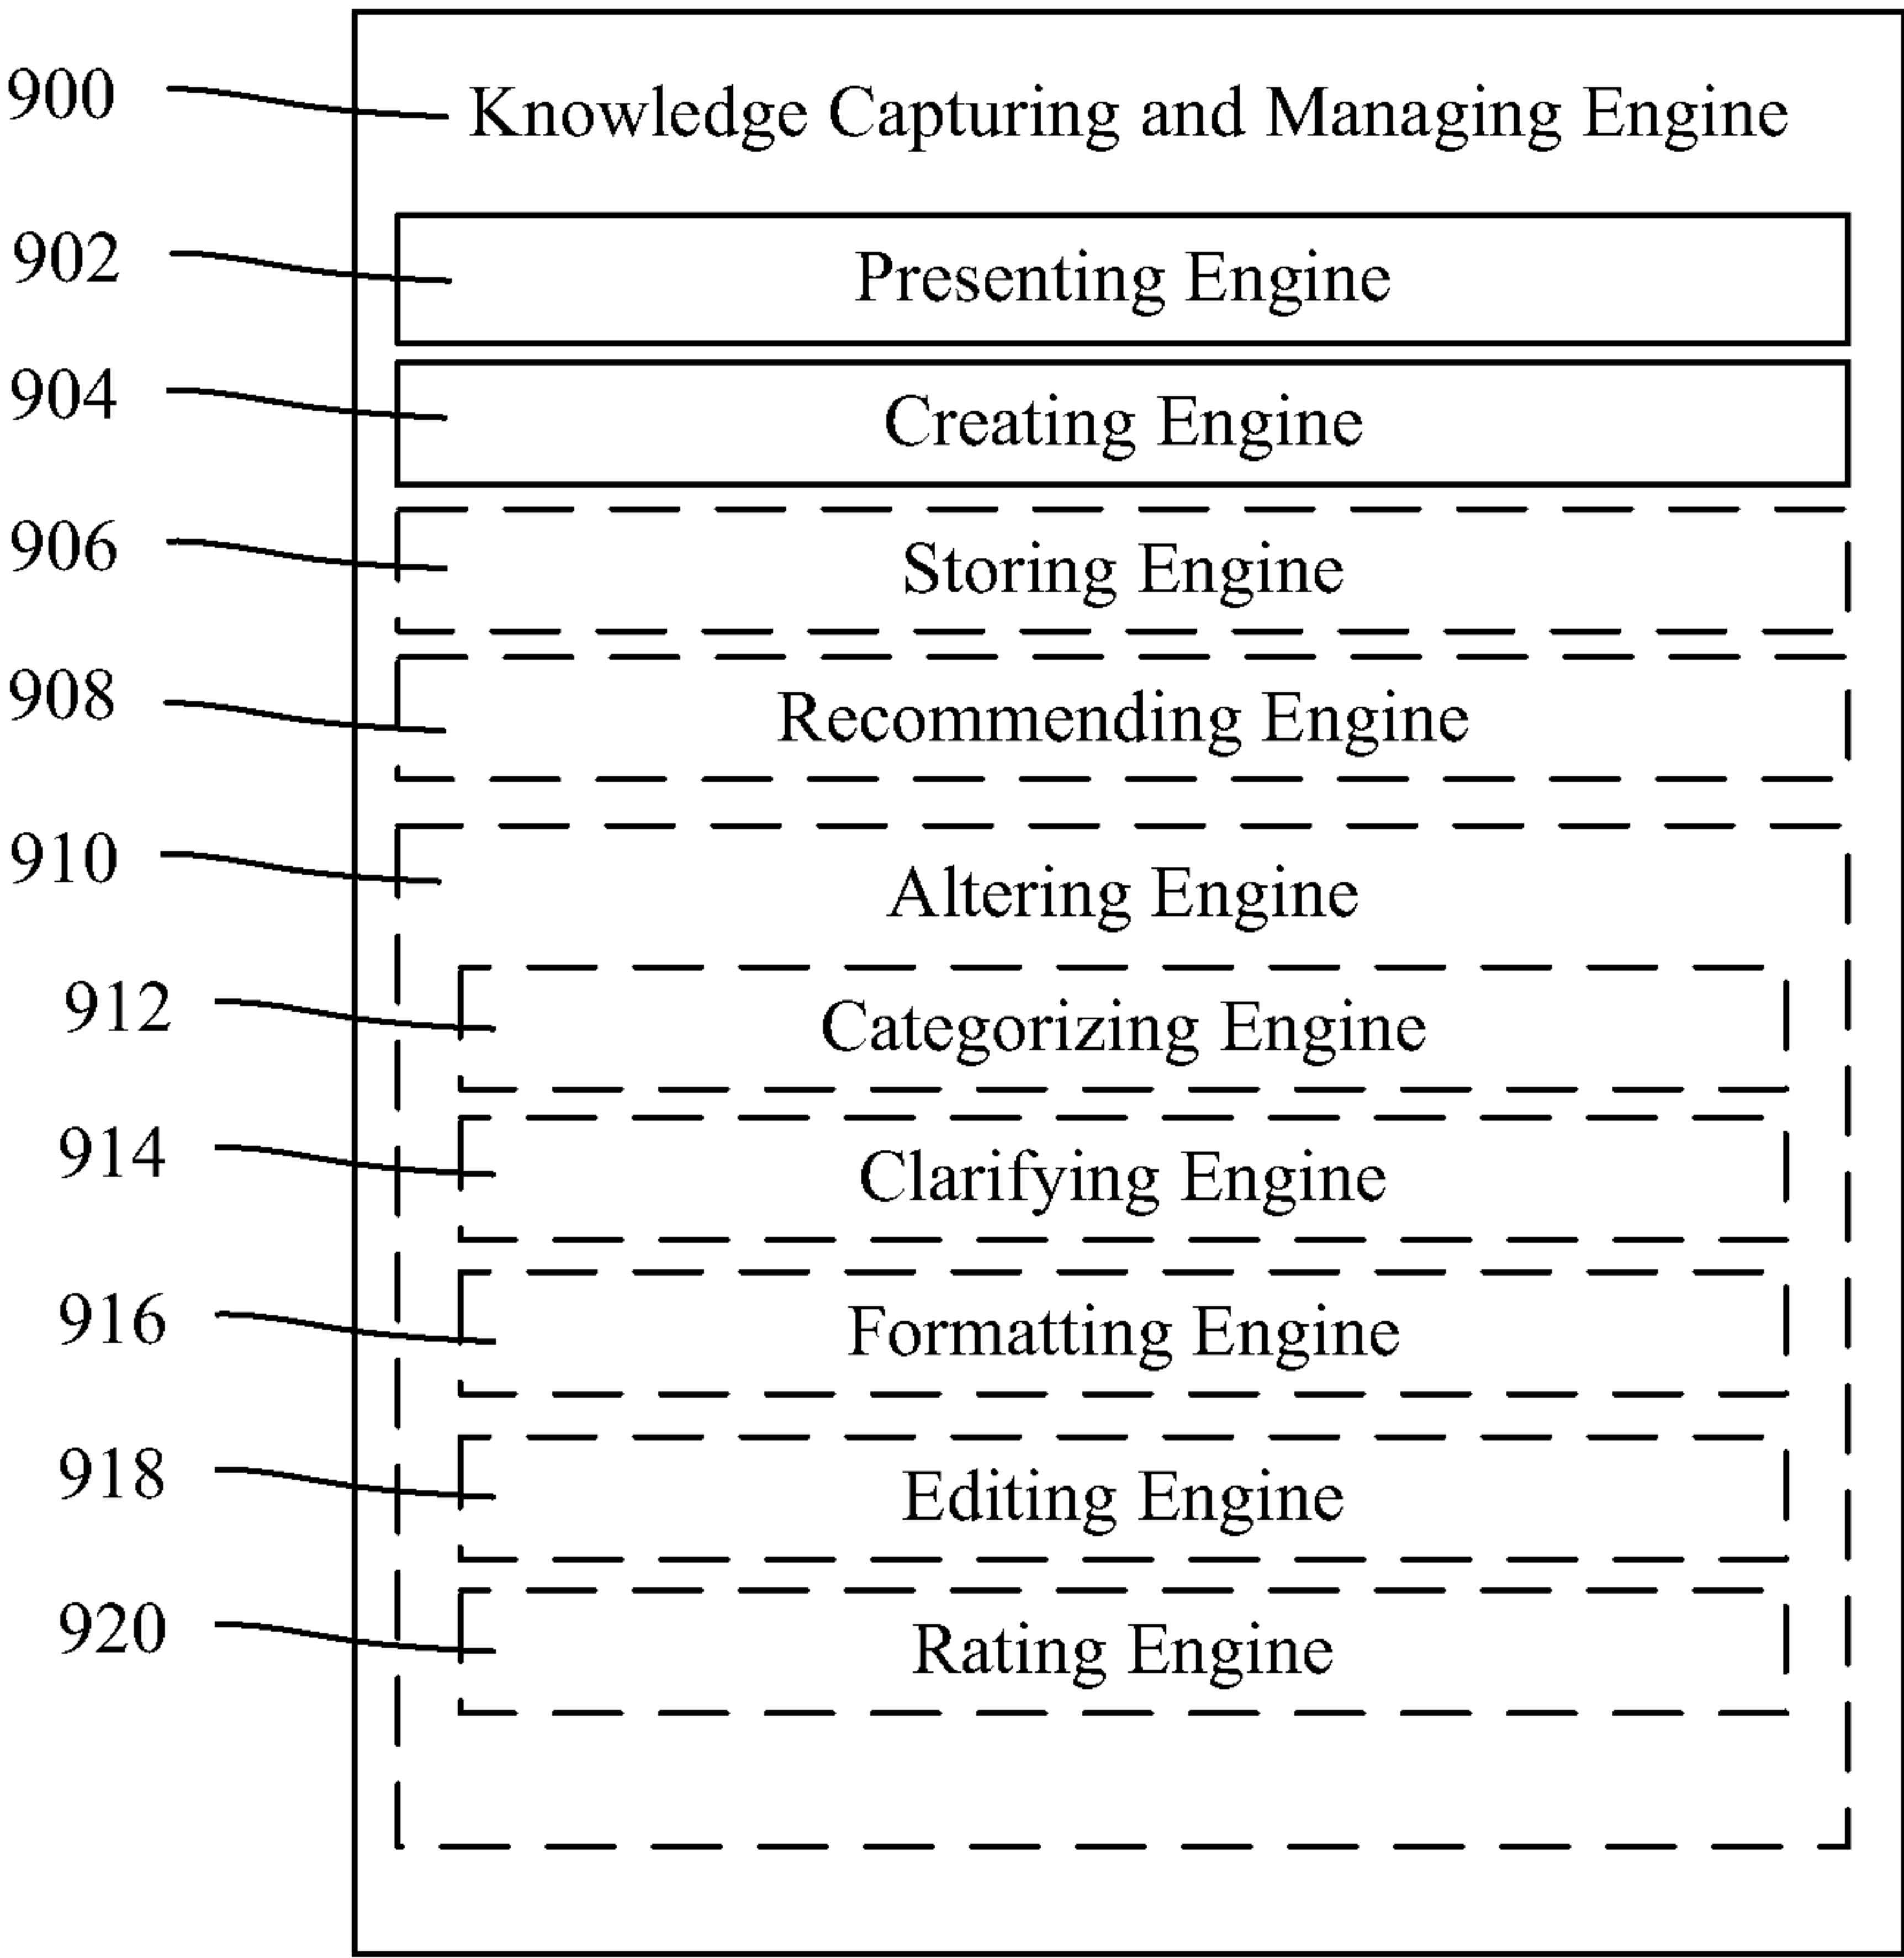 900 Knowledge Capturing and Managing Engine
902 Presenting Engine
904 Creating Engine
906 Storing Engine
908 Recommending Engine
910 Altering Engine
912 Categorizing Engine
914 Clarifying Engine
916 Formatting Engine
918 Editing Engine
920 Rating Engine